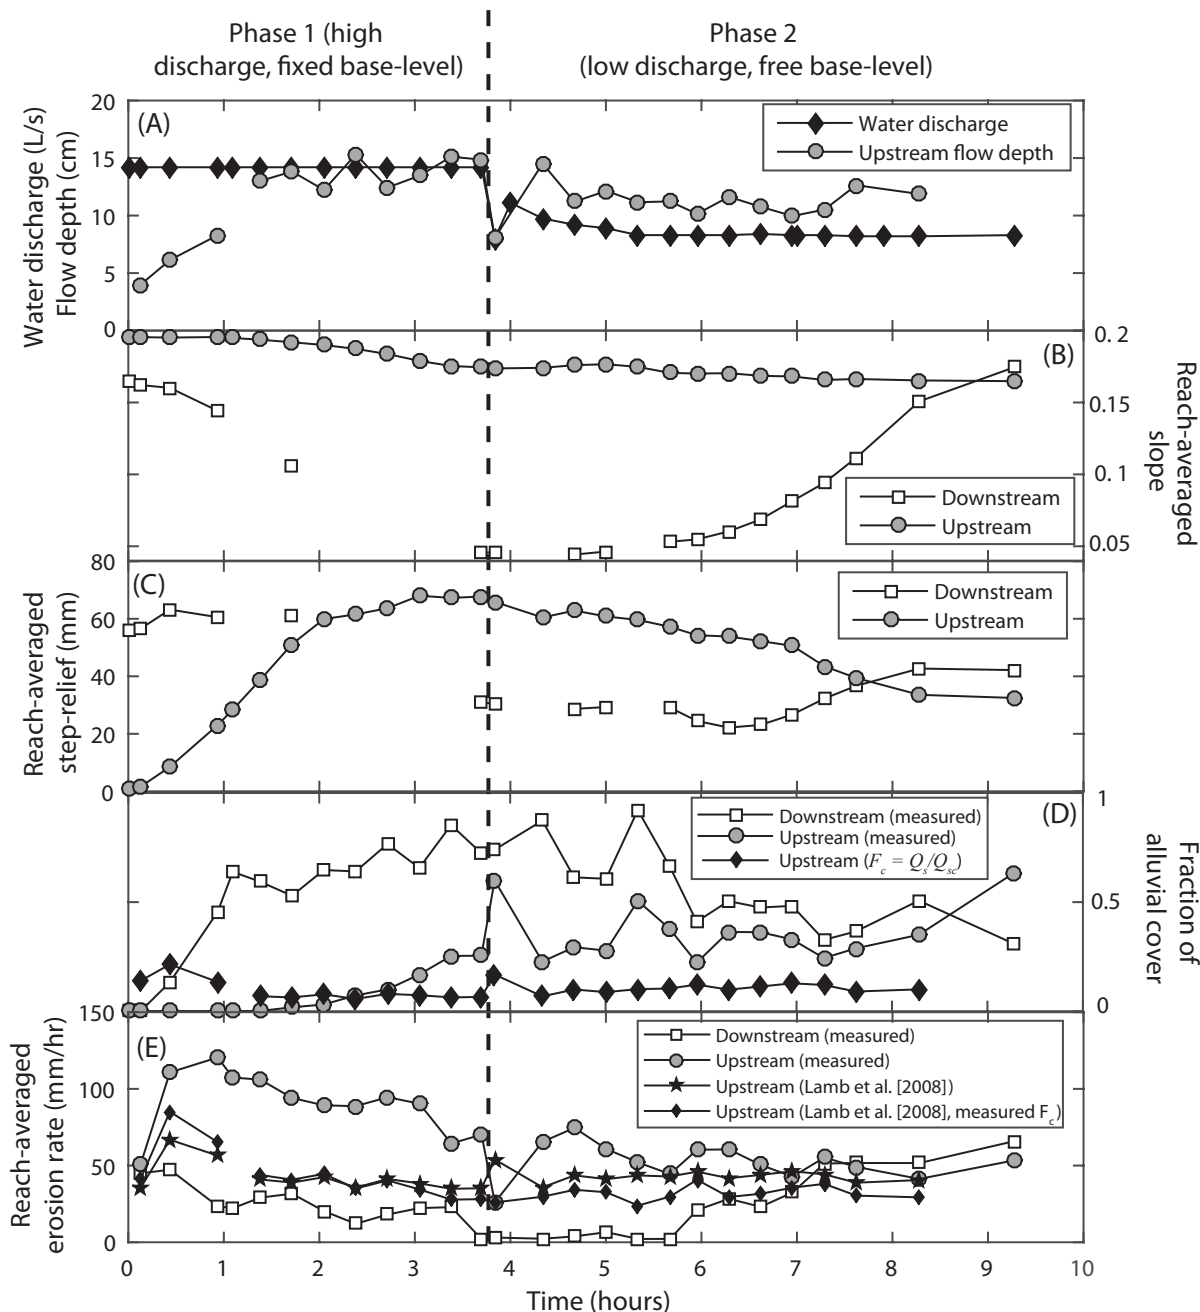 Phase 1 (high
discharge, fixed base-level)
Phase 2
(low discharge, free base-level)
Water discharge (L/s)
Flow depth (cm)
20
15
10
5
0
(A)
Water discharge
Upstream flow depth
(B)
0.2
0.15
0.1
0.05
Reach-averaged
slope
Downstream
Upstream
Reach-averaged
step-relief (mm)
80
60
40
20
0
(C)
Downstream
Upstream
(D)
1
0.5
0
Fraction of
alluvial cover
Downstream (measured)
Upstream (measured)
Upstream (F_c = Q_s/Q_sc)
Reach-averaged
erosion rate (mm/hr)
150
100
50
0
(E)
Downstream (measured)
Upstream (measured)
Upstream (Lamb et al. [2008])
Upstream (Lamb et al. [2008], measured F_c)
0 1 2 3 4 5 6 7 8 9 10
Time (hours)